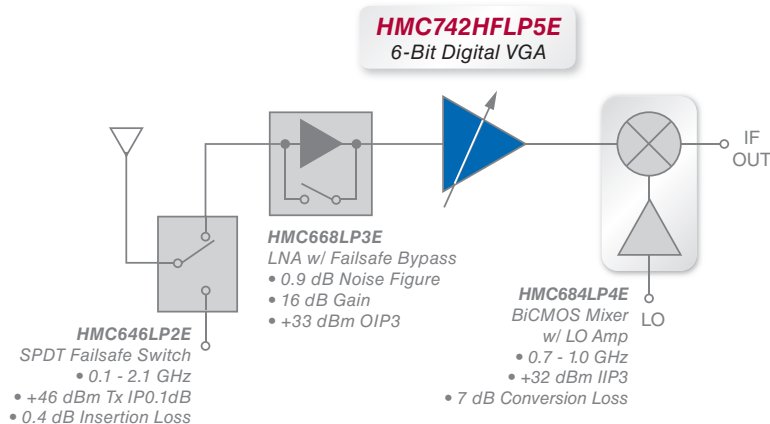 HMC742HFLP5E
6-Bit Digital VGA
IF
OUT
HMC668LP3E
LNA w/ Failsafe Bypass
• 0.9 dB Noise Figure
• 16 dB Gain
• +33 dBm OIP3
HMC646LP2E
SPDT Failsafe Switch
• 0.1 - 2.1 GHz
• +46 dBm Tx IP0.1dB
• 0.4 dB Insertion Loss
LO
HMC684LP4E
BiCMOS Mixer
w/ LO Amp
• 0.7 - 1.0 GHz
• +32 dBm IIP3
• 7 dB Conversion Loss